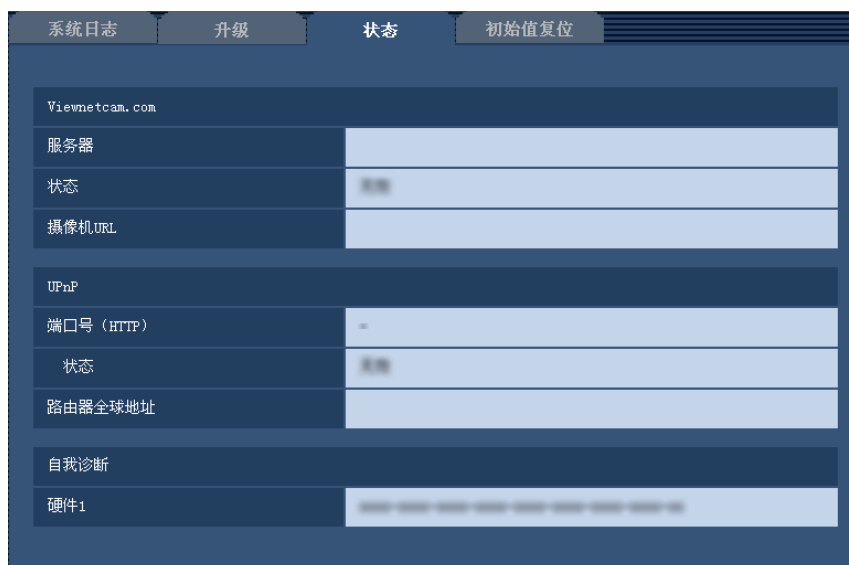 系统日志 升级 状态 初始值复位
Viewnetcam.com
服务器
状态
摄像机URL
UPnP
端口号（HTTP）
状态
路由器全球地址
自我诊断
硬件1